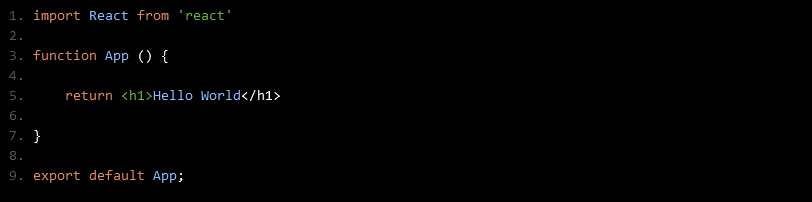 1. import React from 'react'
2.
3. function App () {
4.
5.     return <h1>Hello World</h1>
6.
7. }
8.
9. export default App;